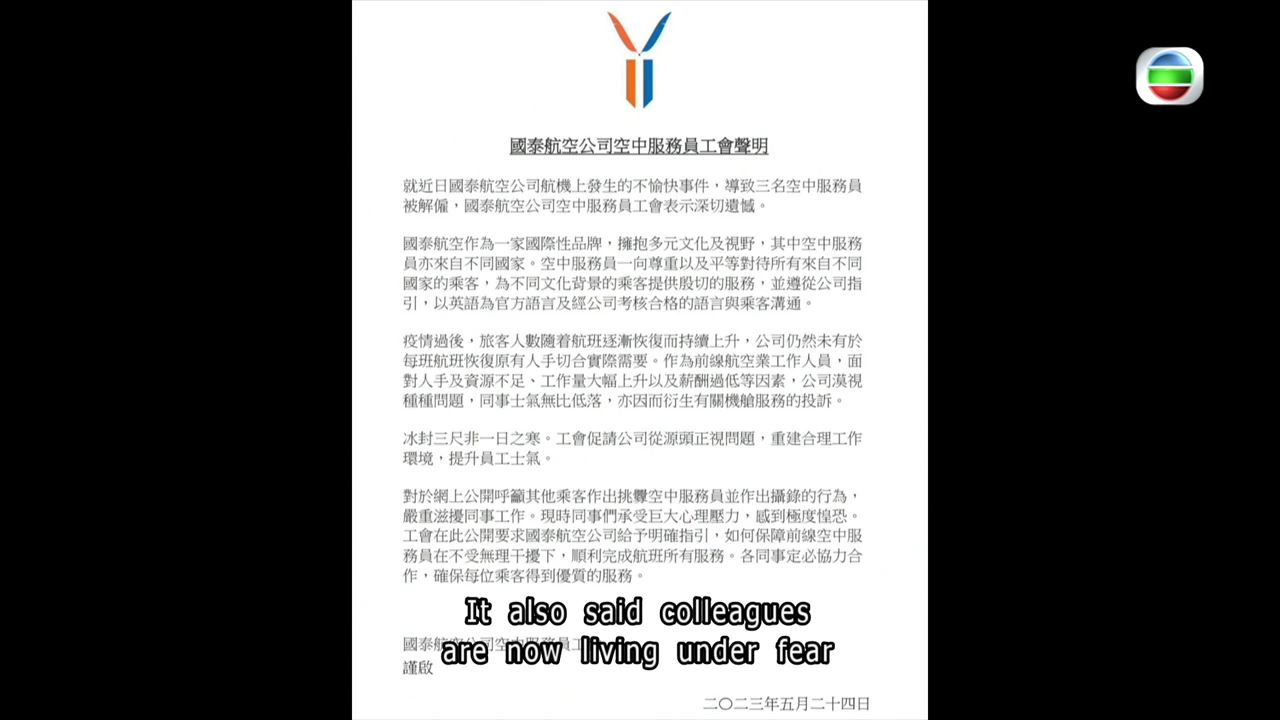 國泰航空公司空中服務員工會聲明
就近日國泰航空公司航機上發生的不愉快事件，導致三名空中服務員
被解僱，國泰航空公司空中服務員工會表示深切遺憾。
國泰航空作為一家國際性品牌，擁抱多元文化及視野，其中空中服務
員亦來自不同國家。空中服務員一向尊重以及平等對待所有來自不同
國家的乘客，為不同文化背景的乘客提供殷切的服務，並遵從公司指
引，以英語為官方語言及經公司考核合格的語言與乘客溝通。
疫情過後，旅客人數隨着航班逐漸恢復而持續上升，公司仍然未有於
每班航班恢復原有人手切合實際需要。作為前線航空業工作人員，面
對人手及資源不足、工作量大幅上升以及薪酬過低等因素，公司漠視
種種問題，同事士氣無比低落，亦因而衍生有關機艙服務的投訴。
冰封三尺非一日之寒。工會促請公司從源頭正視問題，重建合理工作
環境，提升員工士氣。
對於網上公開呼籲其他乘客作出挑釁空中服務員並作出攝錄的行為，
嚴重滋擾同事工作。現時同事們承受巨大心理壓力，感到極度惶恐。
工會在此公開要求國泰航空公司給予明確指引，如何保障前線空中服
務員在不受無理干擾下，順利完成航班所有服務。各同事定必協力合
作，確保每位乘客得到優質的服務。
It also said colleagues
國泰航空公司空中服務員工
are now living under fear
謹啟
二〇二三年五月二十四日